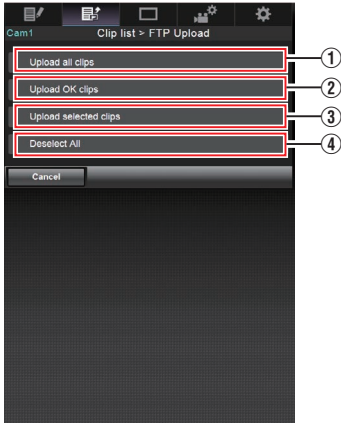 Cam1 Clip list > FTP Upload
Upload all clips ①
Upload OK clips ②
Upload selected clips ③
Deselect All ④
Cancel